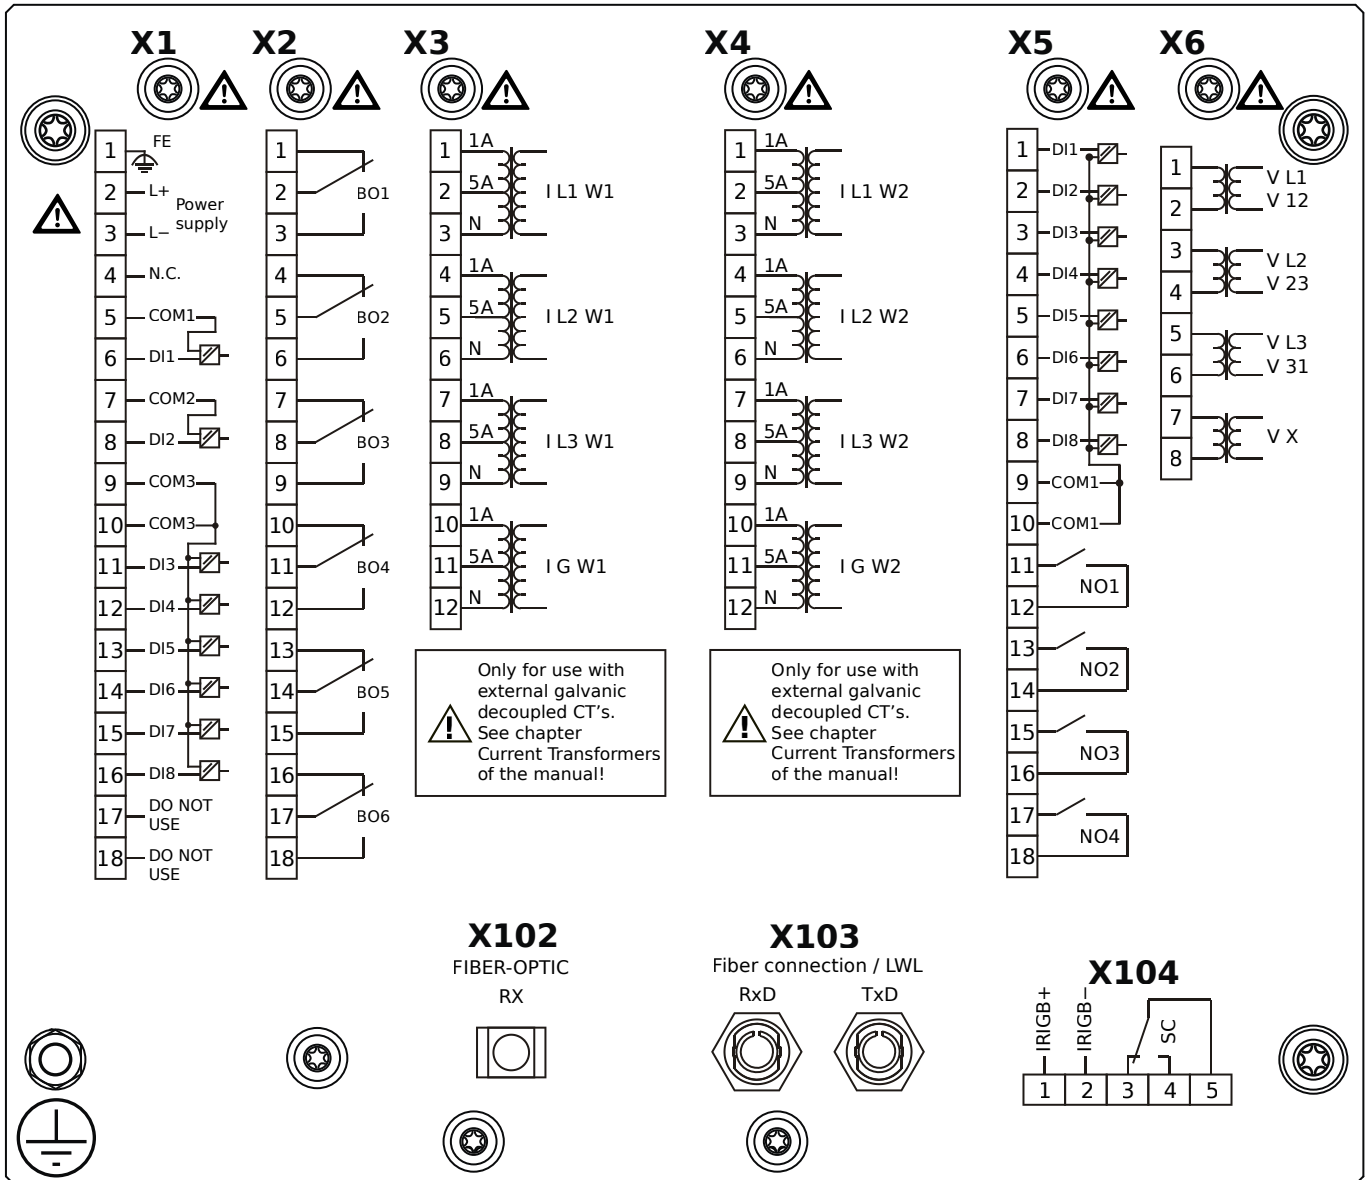 X1
X2
X3
X4
X5
X6
1 FE
2 L+
Power
supply
3 L−
4 N.C.
5 COM1
6 DI1
7 COM2
8 DI2
9 COM3
10 COM3
11 DI3
12 DI4
13 DI5
14 DI6
15 DI7
16 DI8
17 DO NOT
USE
18 DO NOT
USE
1
2 BO1
3
4
5 BO2
6
7
8 BO3
9
10
11 BO4
12
13
14 BO5
15
16
17 BO6
18
1 1A
2 5A I L1 W1
3 N
4 1A
5 5A I L2 W1
6 N
7 1A
8 5A I L3 W1
9 N
10 1A
11 5A I G W1
12 N
Only for use with
external galvanic
decoupled CT's.
See chapter
Current Transformers
of the manual!
1 1A
2 5A I L1 W2
3 N
4 1A
5 5A I L2 W2
6 N
7 1A
8 5A I L3 W2
9 N
10 1A
11 5A I G W2
12 N
Only for use with
external galvanic
decoupled CT's.
See chapter
Current Transformers
of the manual!
1 DI1
2 DI2
3 DI3
4 DI4
5 DI5
6 DI6
7 DI7
8 DI8
9 COM1
10 COM1
11
NO1
12
13
NO2
14
15
NO3
16
17
NO4
18
1 V L1
2 V 12
3 V L2
4 V 23
5 V L3
6 V 31
7 V X
8
X102
FIBER-OPTIC
RX
X103
Fiber connection / LWL
RxD TxD
X104
IRIGB+
IRIGB−
SC
1 2 3 4 5